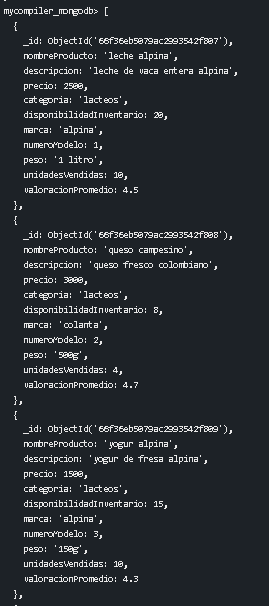 mycompiler_mongodb> [
{
_id: ObjectId('66f36eb5079ac2993542f807'),
nombreProducto: 'leche alpina',
descripcion: 'leche de vaca entera alpina',
precio: 2500,
categoria: 'lacteos',
disponibilidadInventario: 20,
marca: 'alpina',
numeroModelo: 1,
peso: '1 litro',
unidadesVendidas: 10,
valoracionPromedio: 4.5
},
{
_id: ObjectId('66f36eb5079ac2993542f808'),
nombreProducto: 'queso campesino',
descripcion: 'queso fresco colombiano',
precio: 3000,
categoria: 'lacteos',
disponibilidadInventario: 8,
marca: 'colanta',
numeroModelo: 2,
peso: '500g',
unidadesVendidas: 4,
valoracionPromedio: 4.7
},
{
_id: ObjectId('66f36eb5079ac2993542f809'),
nombreProducto: 'yogur alpina',
descripcion: 'yogur de fresa alpina',
precio: 1500,
categoria: 'lacteos',
disponibilidadInventario: 15,
marca: 'alpina',
numeroModelo: 3,
peso: '150g',
unidadesVendidas: 10,
valoracionPromedio: 4.3
},